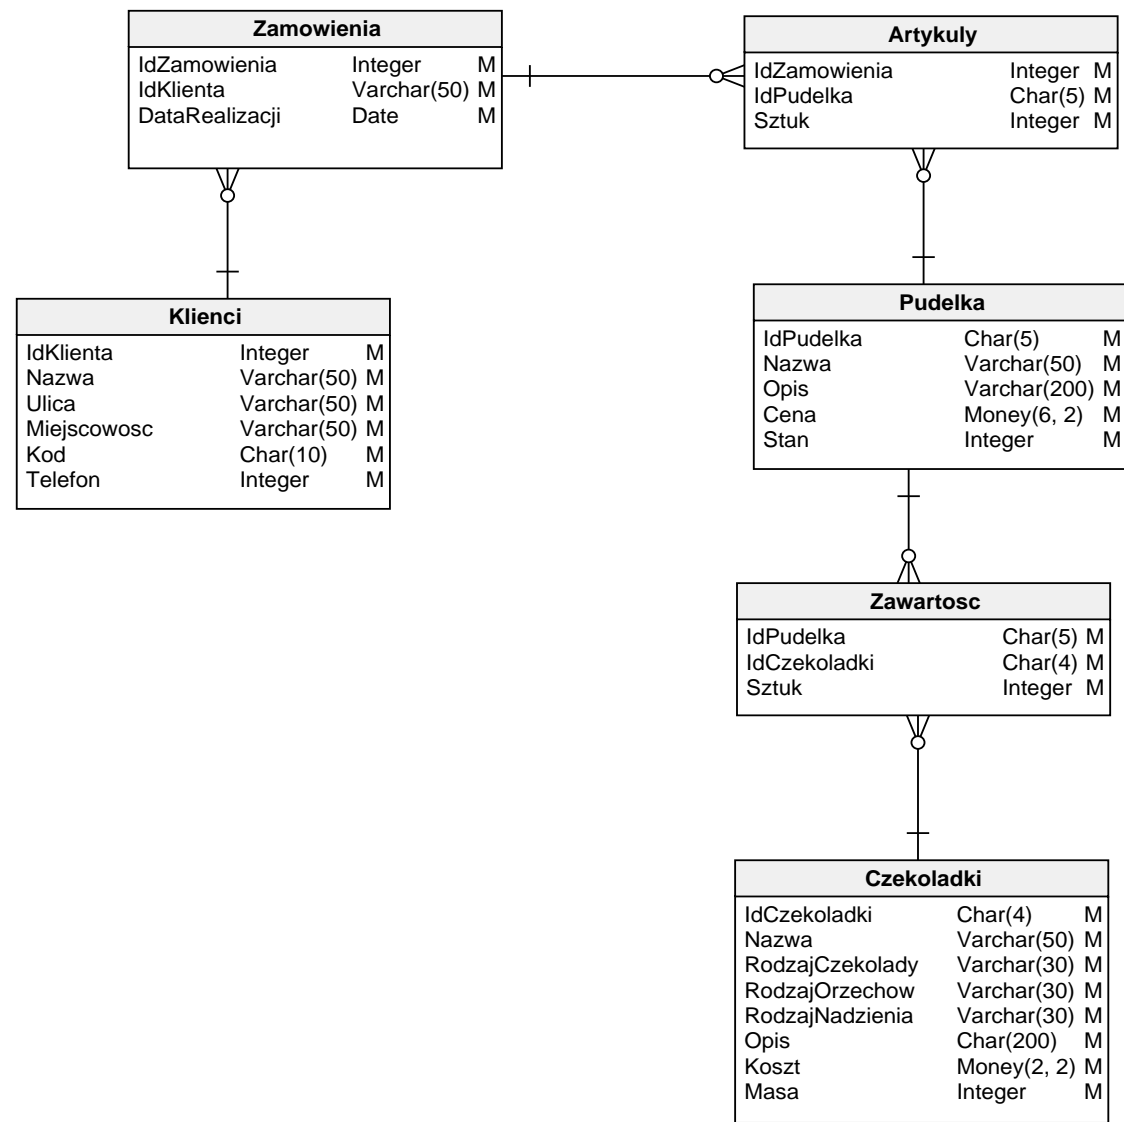 Zamowienia
IdZamowienia Integer M
IdKlienta Varchar(50) M
DataRealizacji Date M
Artykuly
IdZamowienia Integer M
IdPudelka Char(5) M
Sztuk Integer M
Klienci
IdKlienta Integer M
Nazwa Varchar(50) M
Ulica Varchar(50) M
Miejscowosc Varchar(50) M
Kod Char(10) M
Telefon Integer M
Pudelka
IdPudelka Char(5) M
Nazwa Varchar(50) M
Opis Varchar(200) M
Cena Money(6, 2) M
Stan Integer M
Zawartosc
IdPudelka Char(5) M
IdCzekoladki Char(4) M
Sztuk Integer M
Czekoladki
IdCzekoladki Char(4) M
Nazwa Varchar(50) M
RodzajCzekolady Varchar(30) M
RodzajOrzechow Varchar(30) M
RodzajNadzienia Varchar(30) M
Opis Char(200) M
Koszt Money(2, 2) M
Masa Integer M